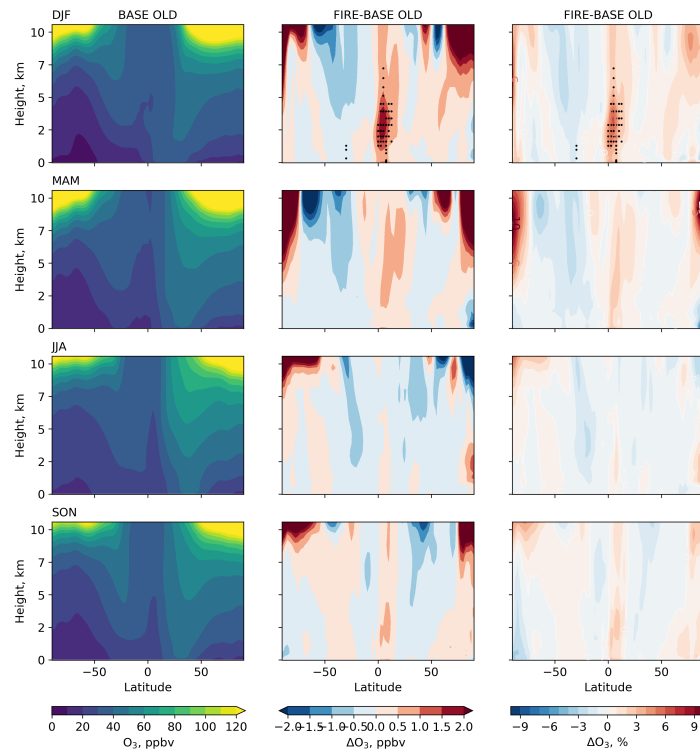 DJF
BASE OLD
FIRE-BASE OLD
FIRE-BASE OLD
Height, km
10
7
5
2
0
MAM
Height, km
10
7
5
2
0
JJA
Height, km
10
7
5
2
0
SON
Height, km
10
7
5
2
0
−50 0 50
Latitude
−50 0 50
Latitude
−50 0 50
Latitude
0 20 40 60 80 100 120
O₃, ppbv
−2.0 −1.5 −1.0 −0.5 0.0 0.5 1.0 1.5 2.0
ΔO₃, ppbv
−9 −6 −3 0 3 6 9
ΔO₃, %